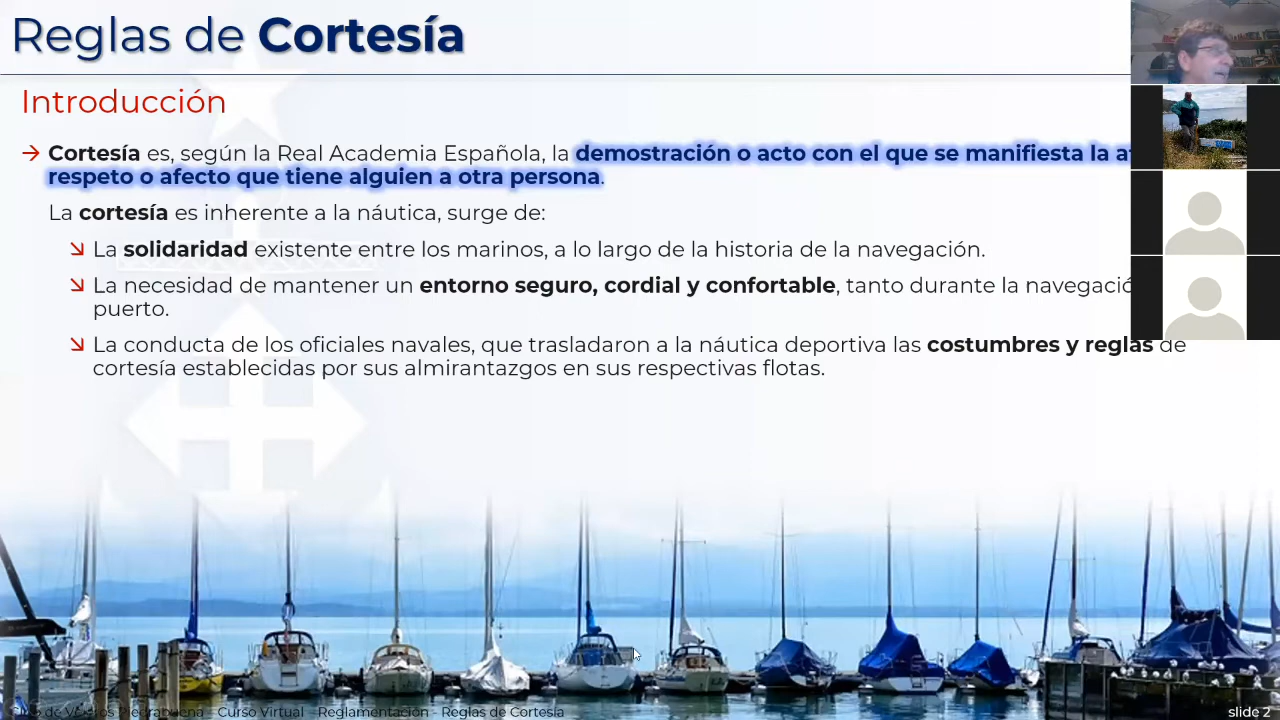 Reglas de Cortesía
Introducción
→ Cortesía es, según la Real Academia Española, la demostración o acto con el que se manifiesta la
respeto o afecto que tiene alguien a otra persona.
La cortesía es inherente a la náutica, surge de:
La solidaridad existente entre los marinos, a lo largo de la historia de la navegación.
La necesidad de mantener un entorno seguro, cordial y confortable, tanto durante la
puerto.
La conducta de los oficiales navales, que trasladaron a la náutica deportiva las costumbres y reglas de
cortesía establecidas por sus almirantazgos en sus respectivas flotas.
de Veleros Piedrabuena - Curso Virtual - Reglamentación - Reglas de Cortesía
slide 2